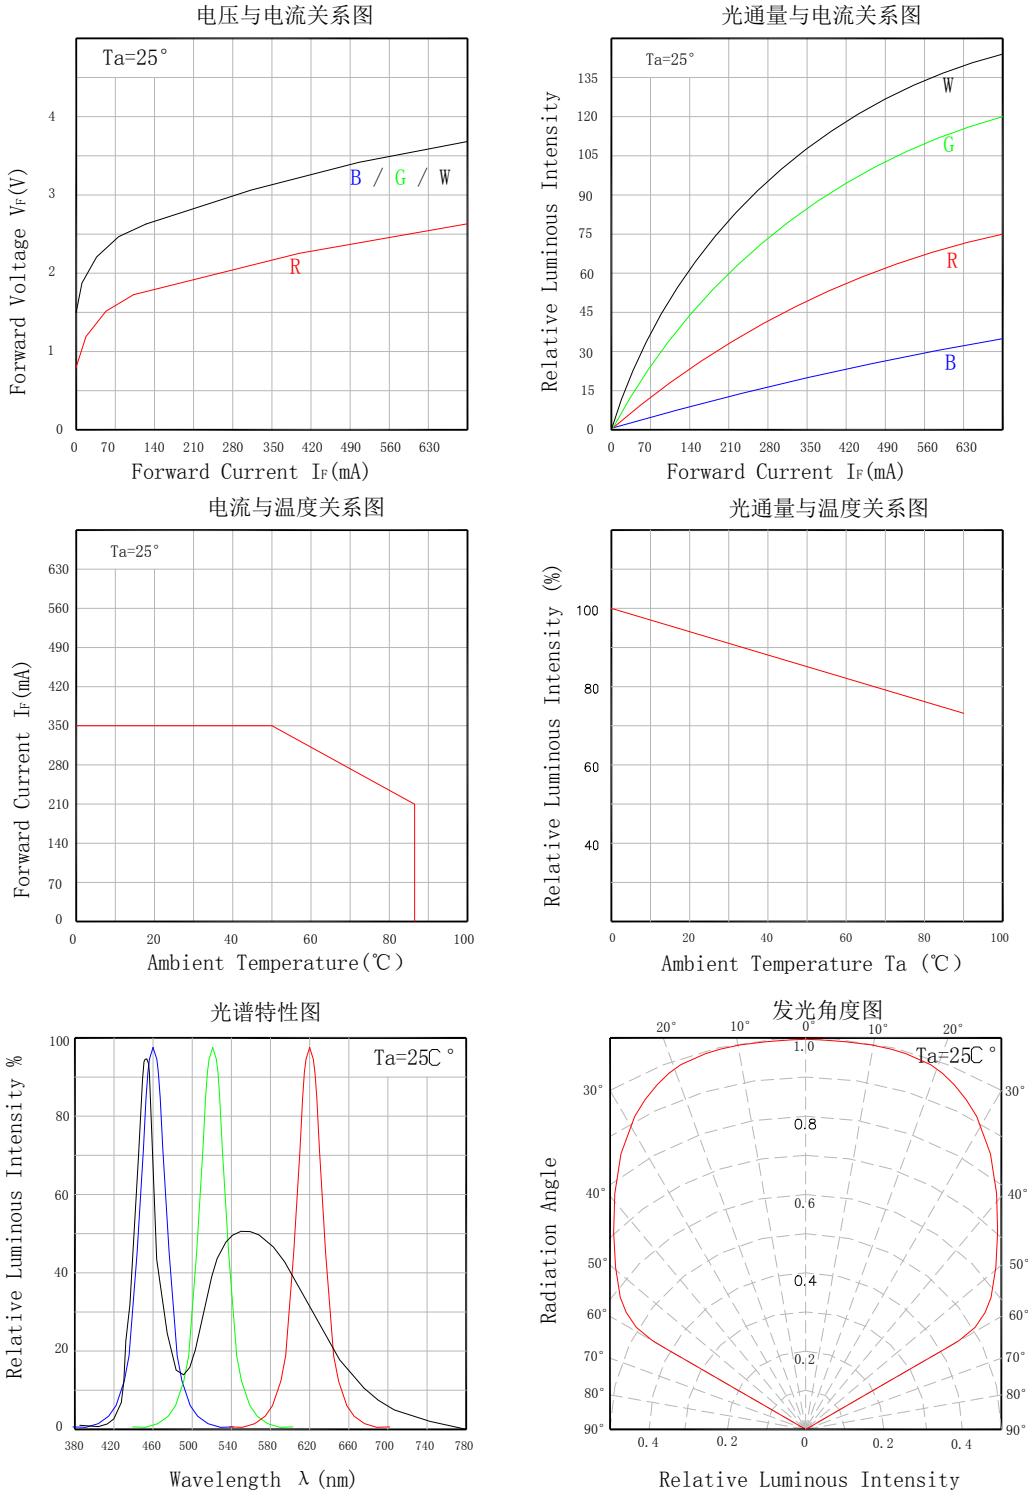 电压与电流关系图
Ta=25°
4
3
2
1
0
B / G / W
R
0 70 140 210 280 350 420 490 560 630
Forward Voltage VF(V)
Forward Current IF(mA)
光通量与电流关系图
Ta=25°
135
120
105
90
75
60
45
30
15
0
W
G
R
B
0 70 140 210 280 350 420 490 560 630
Relative Luminous Intensity
Forward Current IF(mA)
电流与温度关系图
Ta=25°
630
560
490
420
350
280
210
140
70
0
0 20 40 60 80 100
Forward Current IF(mA)
Ambient Temperature(℃)
光通量与温度关系图
100
80
60
40
0 20 40 60 80 100
Relative Luminous Intensity (%)
Ambient Temperature Ta (℃)
光谱特性图
Ta=25C°
100
80
60
40
20
0
380 420 460 500 540 580 620 660 700 740 780
Relative Luminous Intensity %
Wavelength λ (nm)
发光角度图
20° 10° 0° 10° 20°
Ta=25C°
1.0
30° 30°
0.8
40° 40°
0.6
50° 50°
0.4
60° 60°
0.2
70° 70°
80° 80°
90° 90°
0.4 0.2 0 0.2 0.4
Radiation Angle
Relative Luminous Intensity